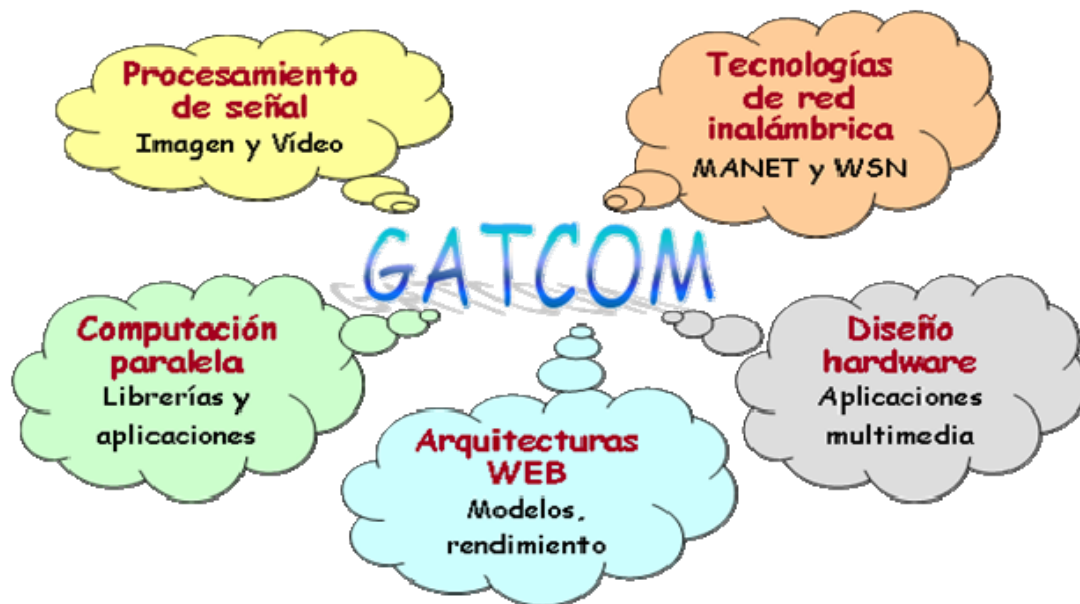 Procesamiento
de señal
Imagen y Vídeo
Tecnologías
de red
inalámbrica
MANET y WSN
GATCOM
Computación
paralela
Librerías y
aplicaciones
Arquitecturas
WEB
Modelos,
rendimiento
Diseño
hardware
Aplicaciones
multimedia